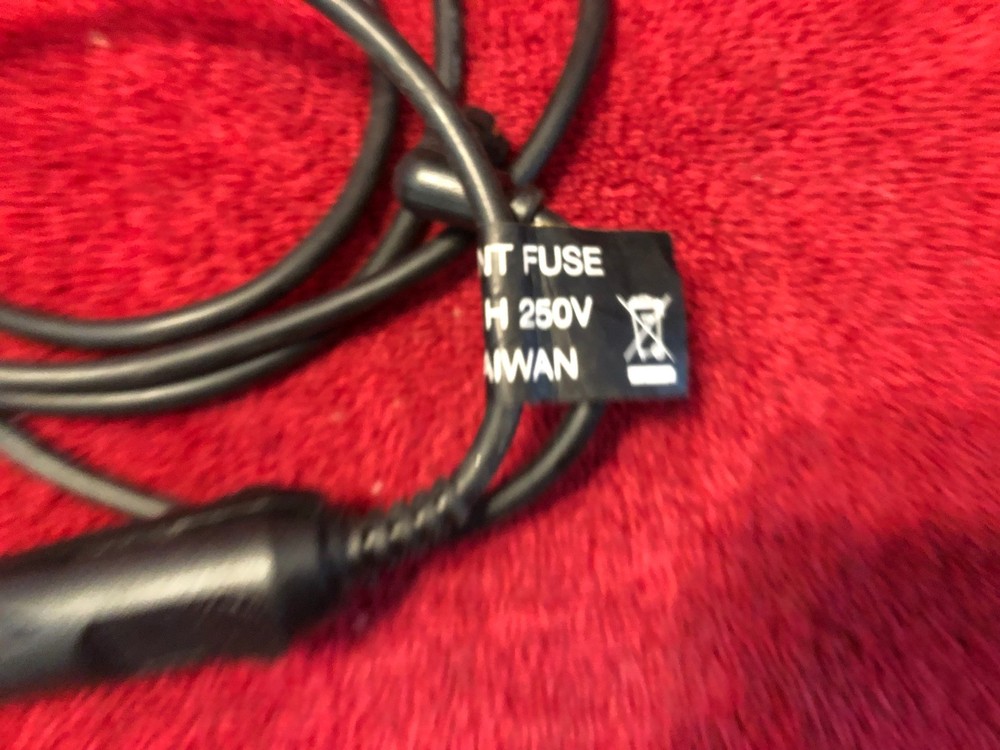 NT FUSE
H 250V
AIWAN